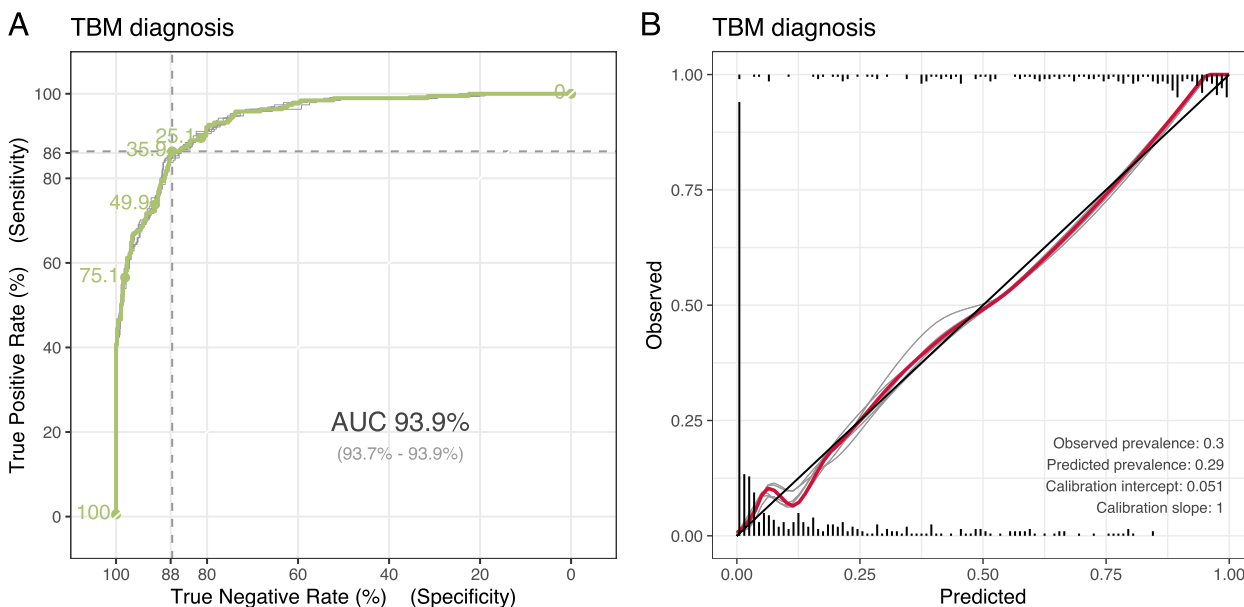 A
TBM diagnosis
True Positive Rate (%) (Sensitivity)
100
86
80
60
40
20
0
0
25.1
35.9
49.9
75.1
100
AUC 93.9%
(93.7% - 93.9%)
100
88
80
60
40
20
0
True Negative Rate (%) (Specificity)
B
TBM diagnosis
Observed
1.00
0.75
0.50
0.25
0.00
Observed prevalence: 0.3
Predicted prevalence: 0.29
Calibration intercept: 0.051
Calibration slope: 1
0.00
0.25
0.50
0.75
1.00
Predicted